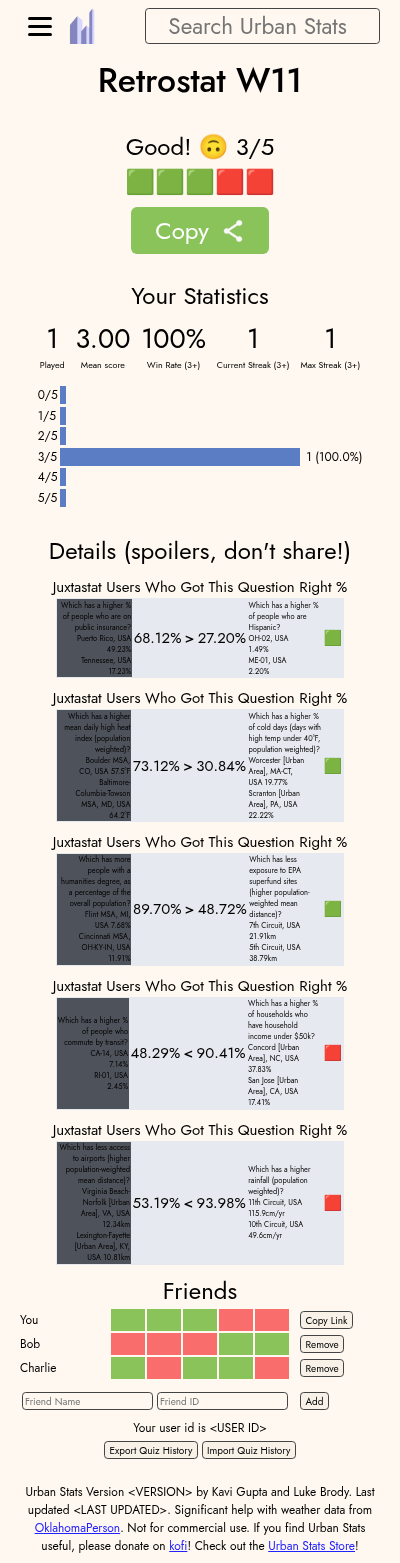 Search Urban Stats
Retrostat W11
Good! 🙃 3/5
🟩🟩🟩🟥🟥
Copy
Your Statistics
1 3.00 100% 1 1
Played Mean score Win Rate (3+) Current Streak (3+) Max Streak (3+)
0/5
1/5
2/5
3/5 1 (100.0%)
4/5
5/5
Details (spoilers, don't share!)
Juxtastat Users Who Got This Question Right %
Which has a higher %
of people who are on
public insurance?
Puerto Rico, USA
49.23%
Tennessee, USA
17.23%
68.12% > 27.20%
Which has a higher %
of people who are
Hispanic?
OH-02, USA
1.49%
ME-01, USA
2.20%
🟩
Juxtastat Users Who Got This Question Right %
Which has a higher
mean daily high heat
index (population
weighted)?
Boulder MSA,
CO, USA 57.5°F
Baltimore-
Columbia-Towson
MSA, MD, USA
64.2°F
73.12% > 30.84%
Which has a higher %
of cold days (days with
high temp under 40°F,
population weighted)?
Worcester [Urban
Area], MA-CT,
USA 19.77%
Scranton [Urban
Area], PA, USA
22.22%
🟩
Juxtastat Users Who Got This Question Right %
Which has more
people with a
humanities degree, as
a percentage of the
overall population?
Flint MSA, MI,
USA 7.68%
Cincinnati MSA,
OH-KY-IN, USA
11.91%
89.70% > 48.72%
Which has less
exposure to EPA
superfund sites
(higher population-
weighted mean
distance)?
7th Circuit, USA
21.91km
5th Circuit, USA
38.79km
🟩
Juxtastat Users Who Got This Question Right %
Which has a higher %
of people who
commute by transit?
CA-14, USA
7.14%
RI-01, USA
2.45%
48.29% < 90.41%
Which has a higher %
of households who
have household
income under $50k?
Concord [Urban
Area], NC, USA
37.83%
San Jose [Urban
Area], CA, USA
17.41%
🟥
Juxtastat Users Who Got This Question Right %
Which has less access
to airports (higher
population-weighted
mean distance)?
Virginia Beach-
Norfolk [Urban
Area], VA, USA
12.34km
Lexington-Fayette
[Urban Area], KY,
USA 10.81km
53.19% < 93.98%
Which has a higher
rainfall (population
weighted)?
11th Circuit, USA
115.9cm/yr
10th Circuit, USA
49.6cm/yr
🟥
Friends
You Copy Link
Bob Remove
Charlie Remove
Friend Name Friend ID Add
Your user id is <USER ID>
Export Quiz History Import Quiz History
Urban Stats Version <VERSION> by Kavi Gupta and Luke Brody. Last
updated <LAST UPDATED>. Significant help with weather data from
OklahomaPerson. Not for commercial use. If you find Urban Stats
useful, please donate on kofi! Check out the Urban Stats Store!